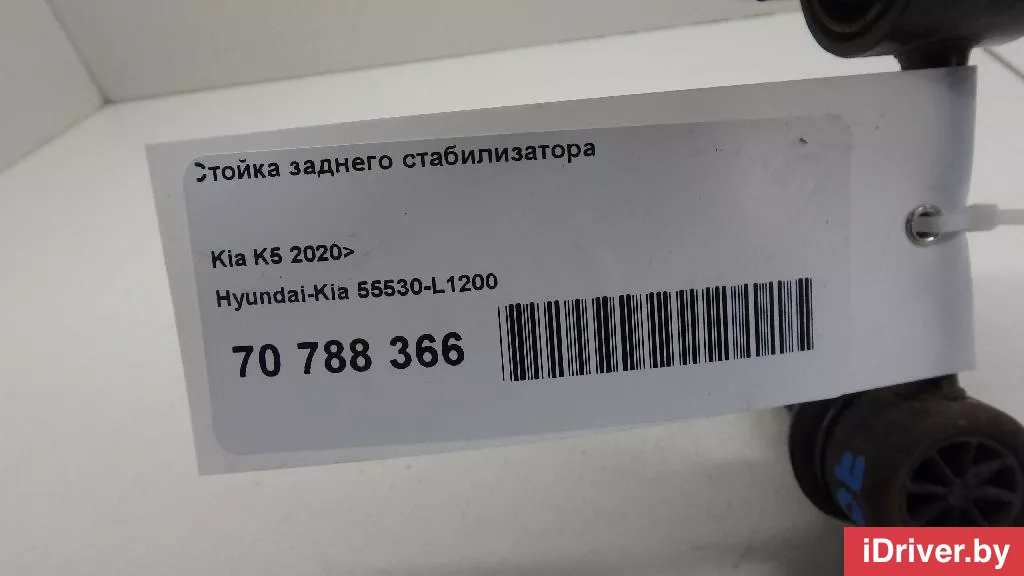 Стойка заднего стабилизатора
Kia K5 2020>
Hyundai-Kia 55530-L1200
70 788 366
iDriver.by